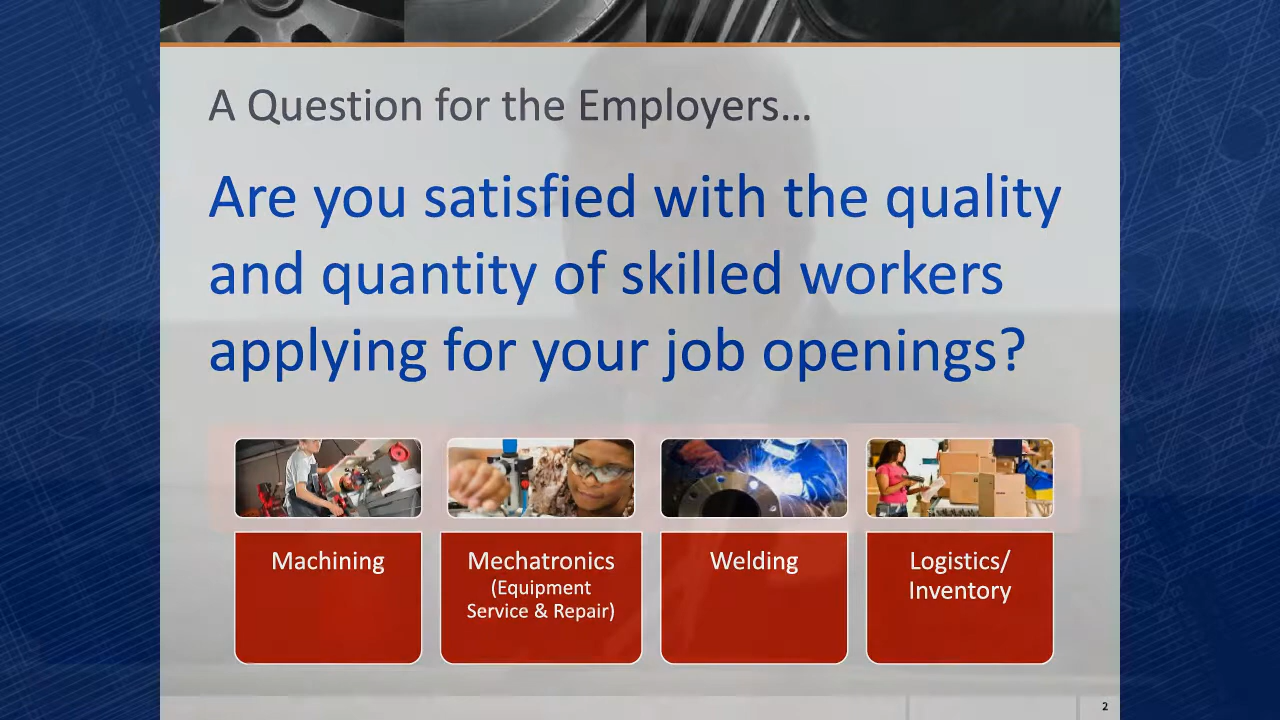 A Question for the Employers…
Are you satisfied with the quality
and quantity of skilled workers
applying for your job openings?
Machining
Mechatronics
(Equipment
Service & Repair)
Welding
Logistics/
Inventory
2